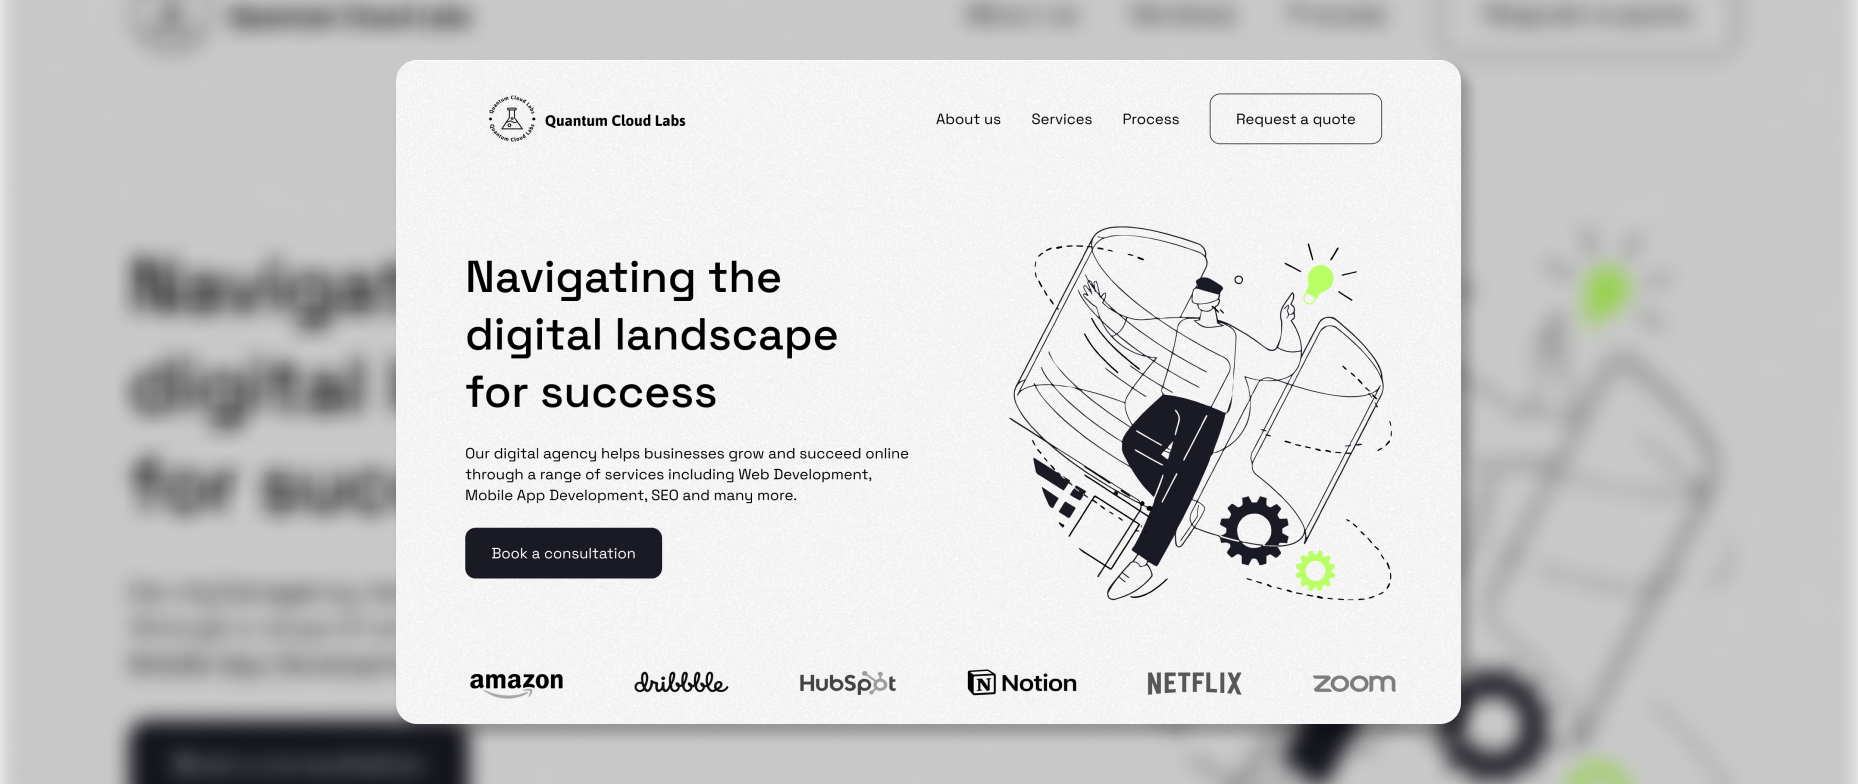 Quantum Cloud Labs
Quantum Cloud Labs
Quantum Cloud Labs
About us
Services
Process
Request a quote
Navigating the
digital landscape
for success
Our digital agency helps businesses grow and succeed online
through a range of services including Web Development,
Mobile App Development, SEO and many more.
Book a consultation
amazon
dribbble
HubSpot
N Notion
NETFLIX
zoom